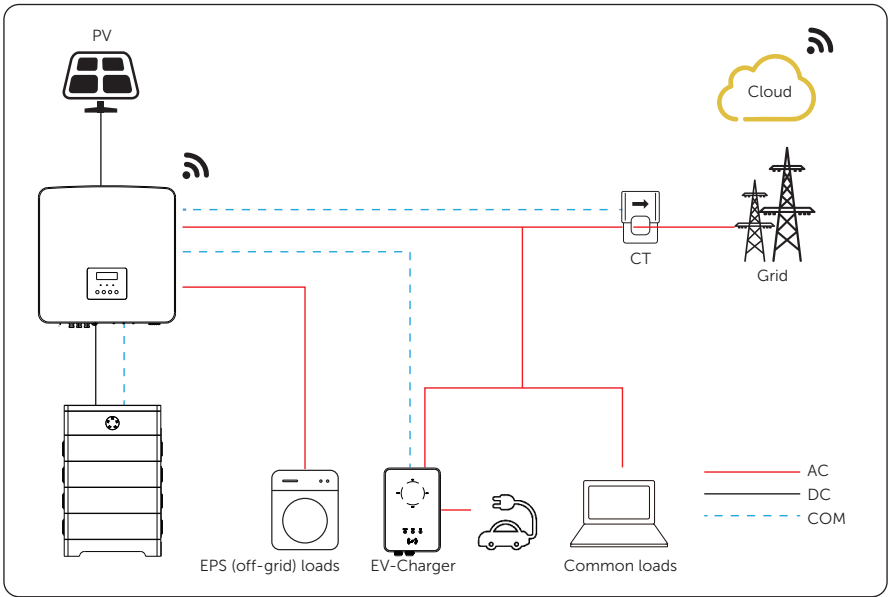 PV
Cloud
CT
Grid
EPS (off-grid) loads
EV-Charger
Common loads
AC
DC
COM